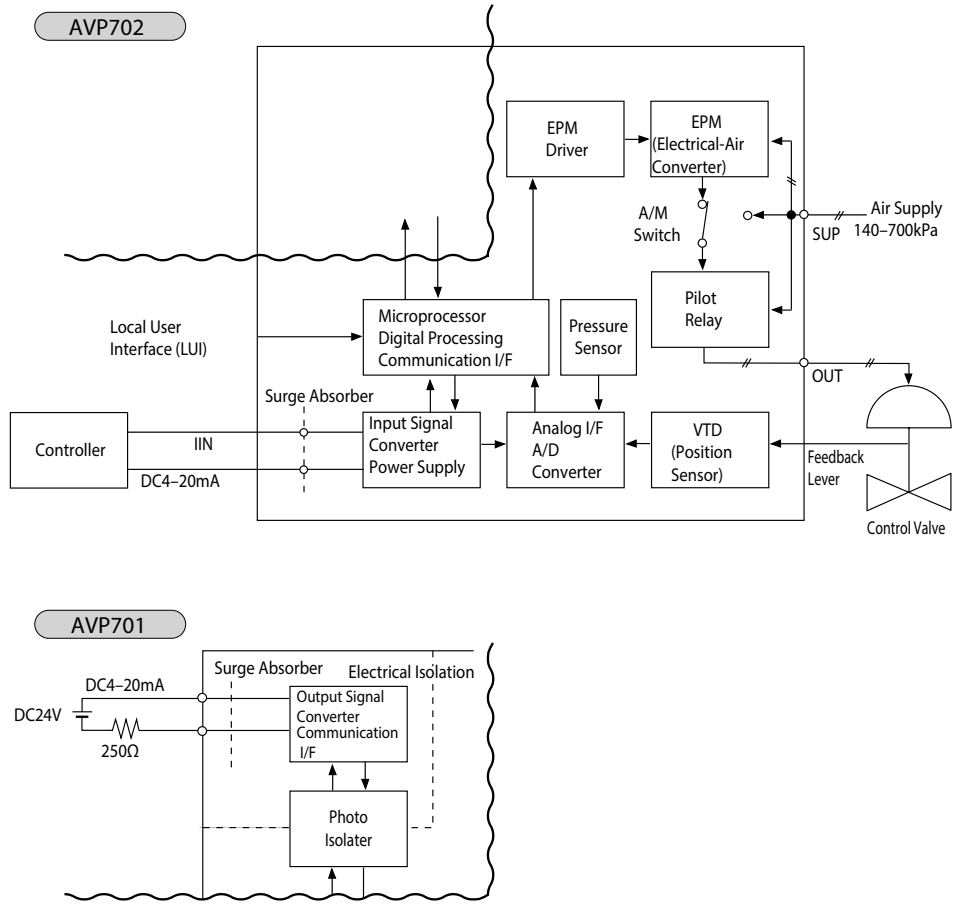 AVP702
EPM
Driver
EPM
(Electrical-Air
Converter)
A/M
Switch
SUP
Air Supply
140–700kPa
Pilot
Relay
Local User
Interface (LUI)
Microprocessor
Digital Processing
Communication I/F
Pressure
Sensor
OUT
Surge Absorber
Controller
IIN
DC4–20mA
Input Signal
Converter
Power Supply
Analog I/F
A/D
Converter
VTD
(Position
Sensor)
Feedback
Lever
Control Valve
AVP701
Surge Absorber
Electrical Isolation
DC4–20mA
DC24V
250Ω
Output Signal
Converter
Communication
I/F
Photo
Isolater